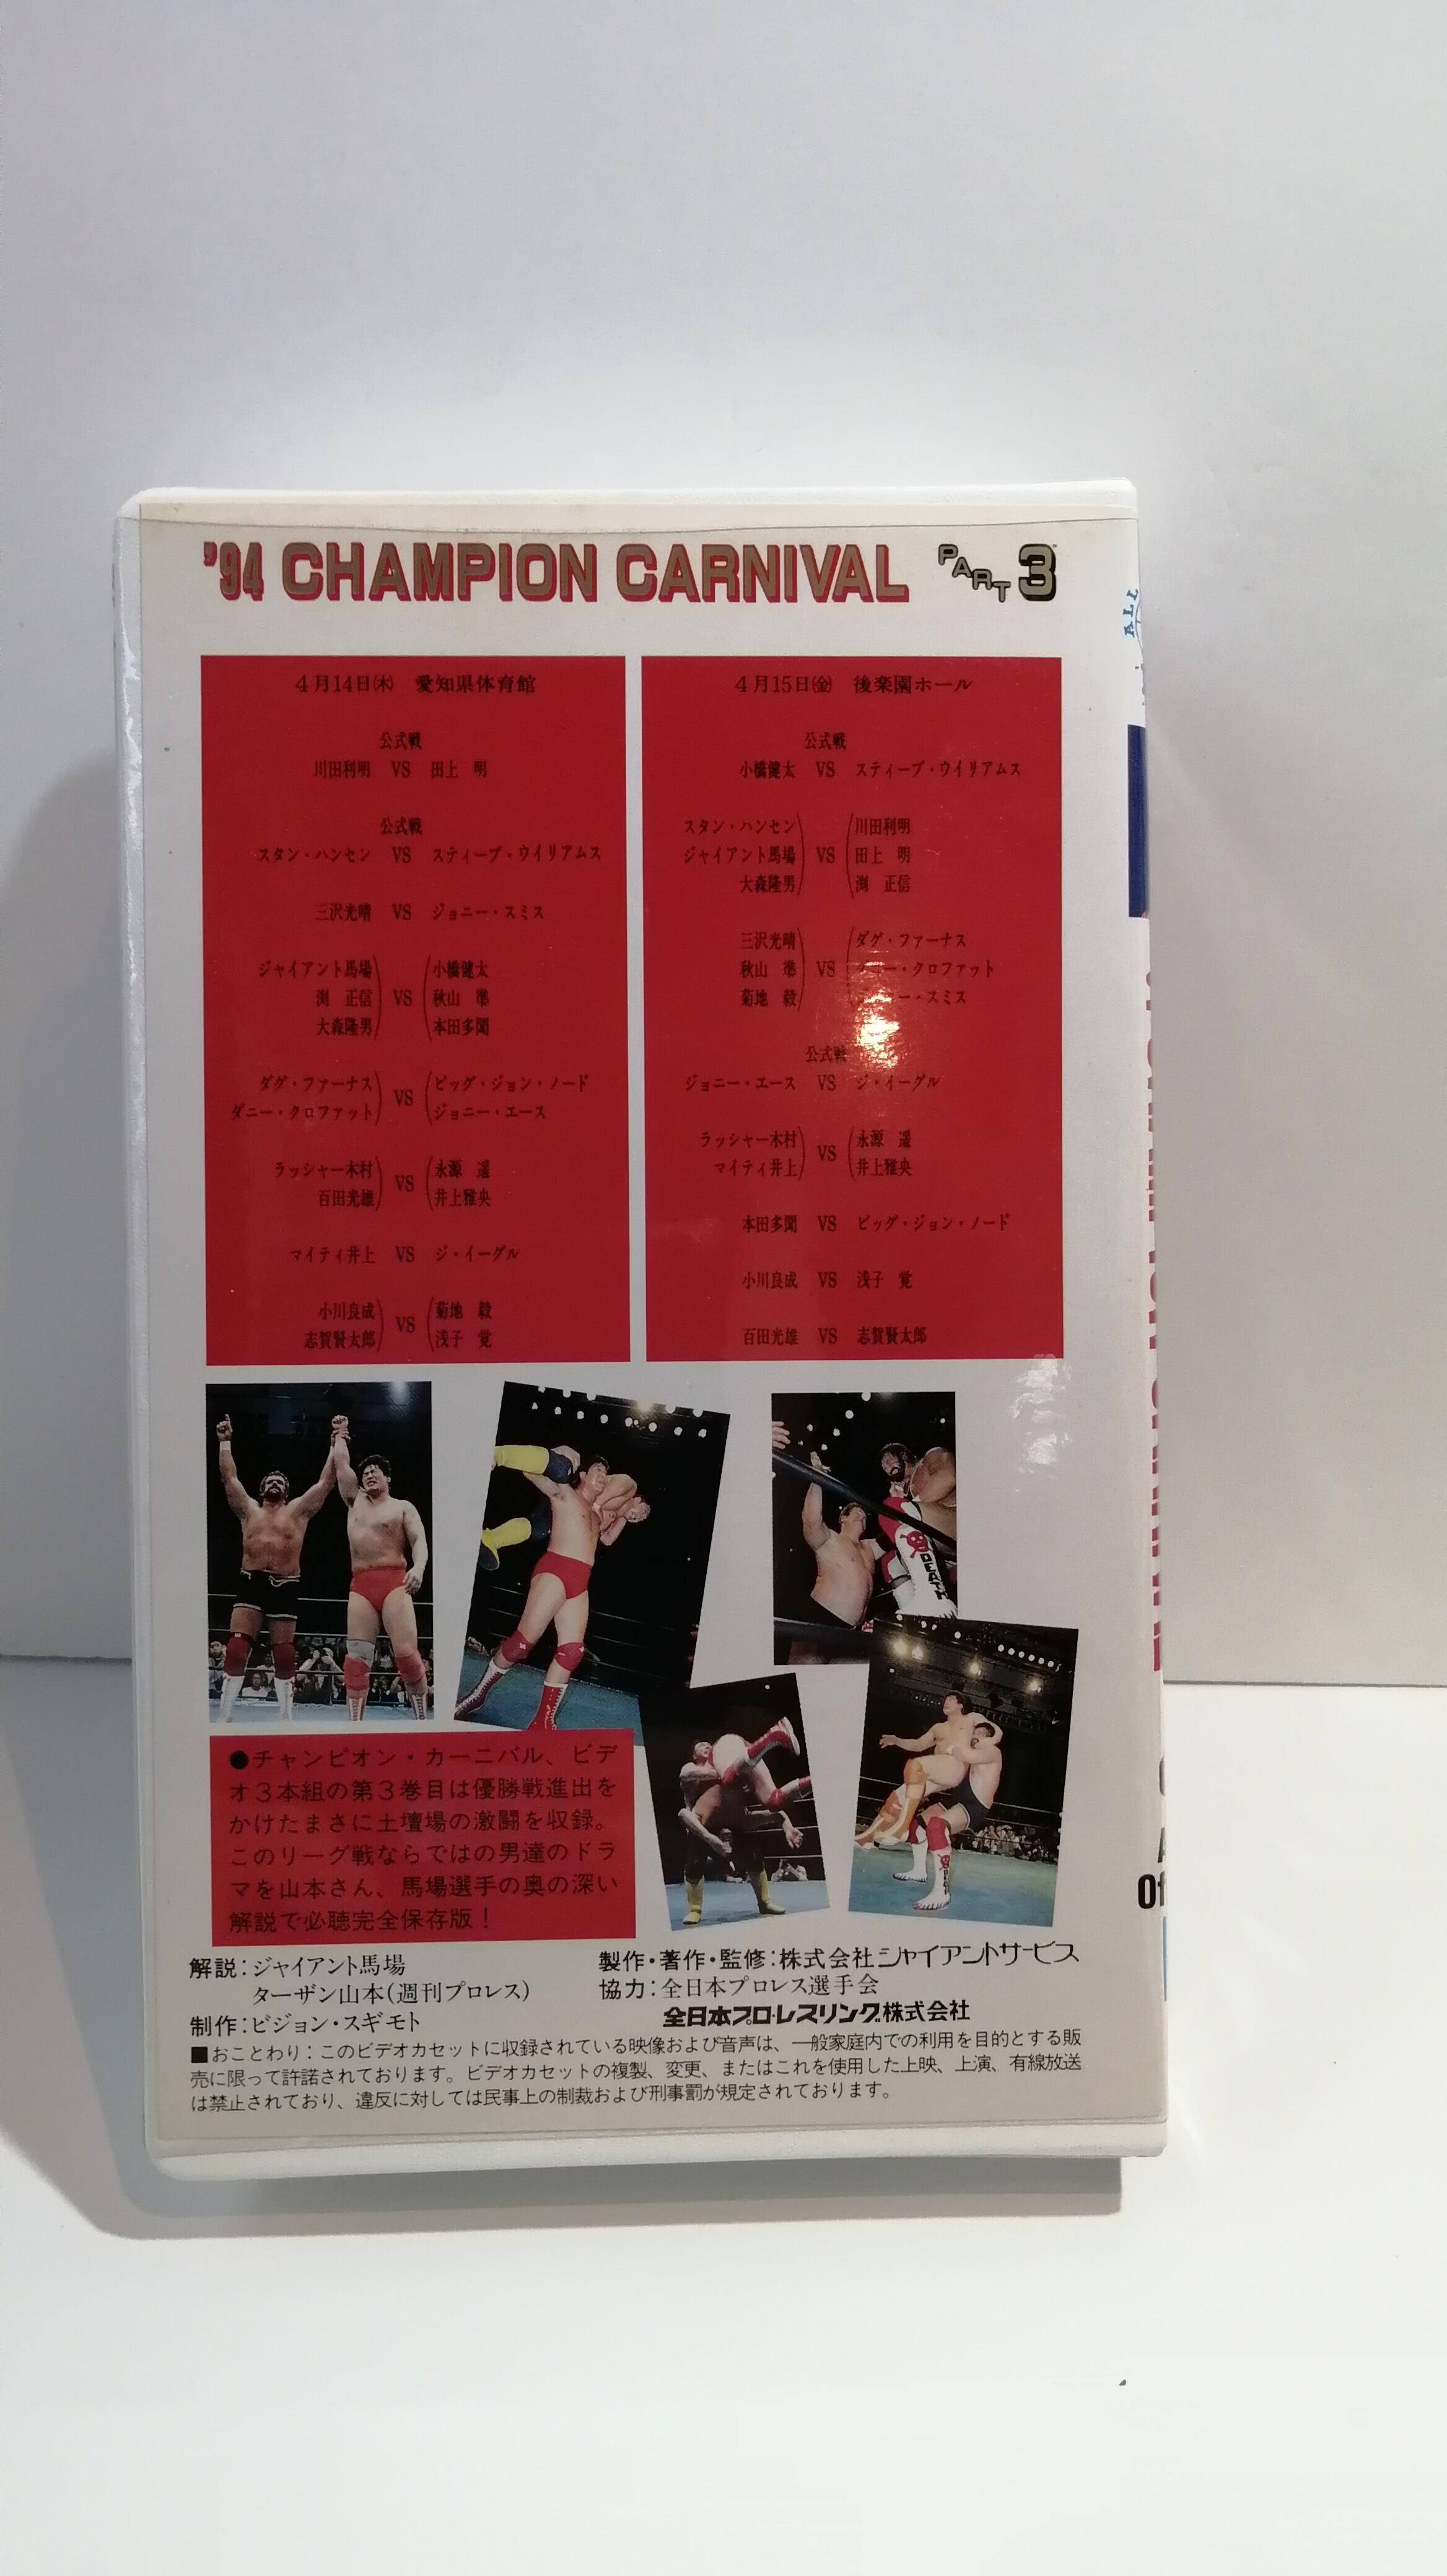 '94 CHAMPION CARNIVAL PART 3
4月14日(木) 愛知県体育館
公式戦
川田利明 VS 田上 明
公式戦
スタン・ハンセン VS スティーブ・ウイリアムス
三沢光晴 VS ジョニー・スミス
ジャイアント馬場 小橋健太
渕 正信 VS 秋山 準
大森隆男 本田多聞
ダグ・ファーナス ビッグ・ジョン・ノード
VS
ダニー・クロファット ジョニー・エース
ラッシャー木村 永源 遥
VS
百田光雄 井上雅央
マイティ井上 VS ジ・イーグル
小川良成 菊地 毅
VS
志賀賢太郎 浅子 覚
4月15日(金) 後楽園ホール
公式戦
小橋健太 VS スティーブ・ウイリアムス
スタン・ハンセン 川田利明
ジャイアント馬場 VS 田上 明
大森隆男 渕 正信
三沢光晴 ダグ・ファーナス
秋山 準 VS ・クロファット
菊地 毅 ー・スミス
公式戦
ジョニー・エース VS ジ・イーグル
ラッシャー木村 永源 遥
VS
マイティ井上 井上雅央
本田多聞 VS ビッグ・ジョン・ノード
小川良成 VS 浅子 覚
百田光雄 VS 志賀賢太郎
DEATH
●チャンピオン・カーニバル、ビデ
オ3本組の第3巻目は優勝戦進出を
かけたまさに土壇場の激闘を収録。
このリーグ戦ならではの男達のドラ
マを山本さん、馬場選手の奥の深い
解説で必聴完全保存版！
解説：ジャイアント馬場
ターザン山本(週刊プロレス)
制作：ビジョン・スギモト
製作・著作・監修：株式会社ジャイアントサービス
協力：全日本プロレス選手会
全日本プロ・レスリング株式会社
■おことわり：このビデオカセットに収録されている映像および音声は、一般家庭内での利用を目的とする販
売に限って許諾されております。ビデオカセットの複製、変更、またはこれを使用した上映、上演、有線放送
は禁止されており、違反に対しては民事上の制裁および刑事罰が規定されております。
ALL